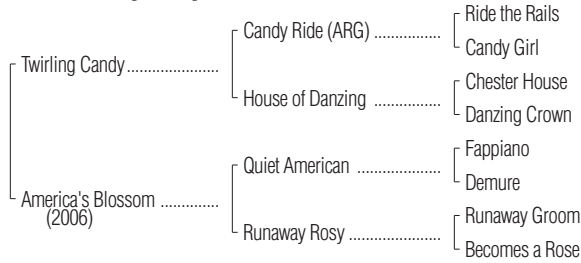 Ride the Rails
Candy Ride (ARG) ................
Candy Girl
Twirling Candy ......................
Chester House
House of Danzing ................
Danzing Crown
Fappiano
Quiet American ....................
Demure
America's Blossom ..............
(2006)
Runaway Groom
Runaway Rosy ......................
Becomes a Rose